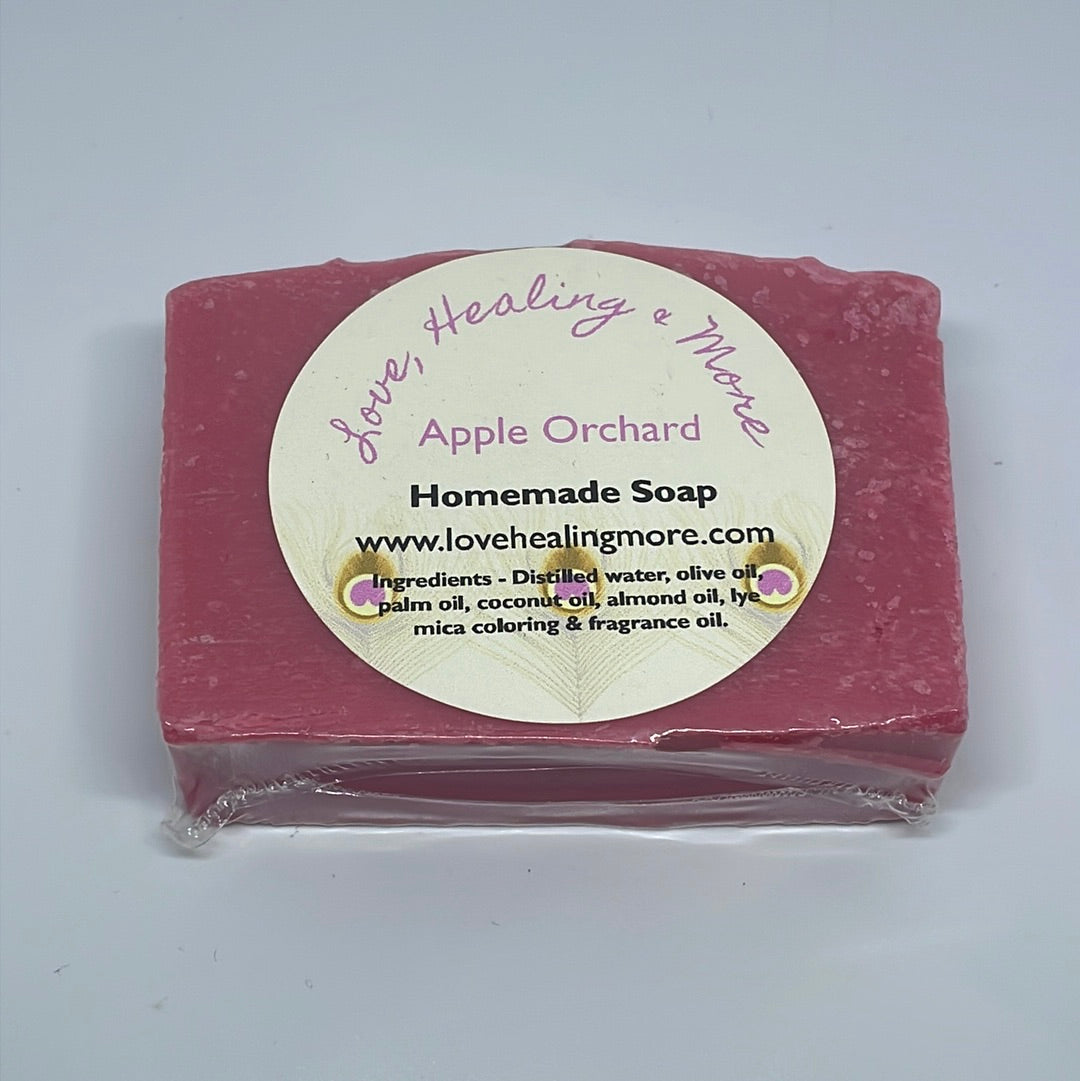 Love, Healing & More
Apple Orchard
Homemade Soap
www.lovehealingmore.com
Ingredients - Distilled water, olive oil,
palm oil, coconut oil, almond oil, lye
mica coloring & fragrance oil.